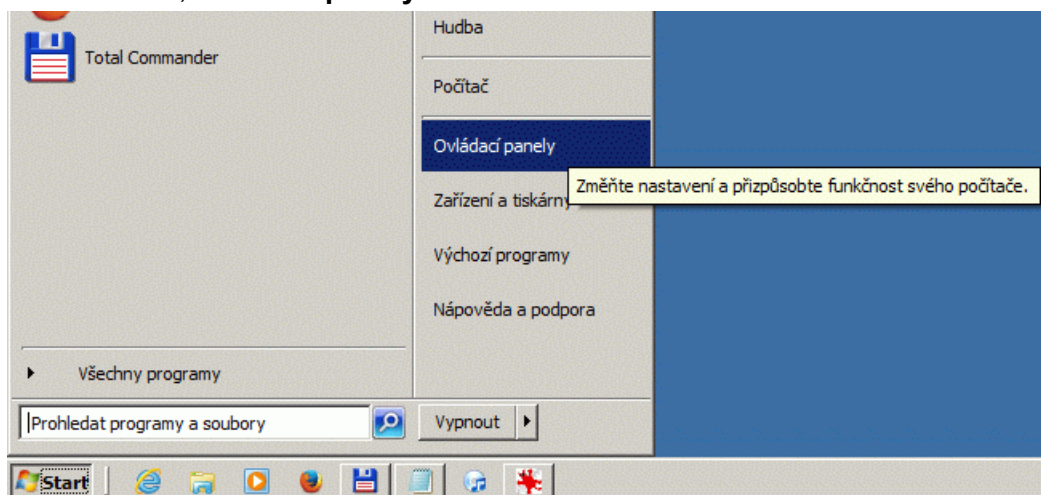 Hudba
Total Commander
Počítač
Ovládací panely
Změňte nastavení a přizpůsobte funkčnost svého počítače.
Zařízení a tiskárny
Výchozí programy
Nápověda a podpora
Všechny programy
Prohledat programy a soubory
Vypnout
Start